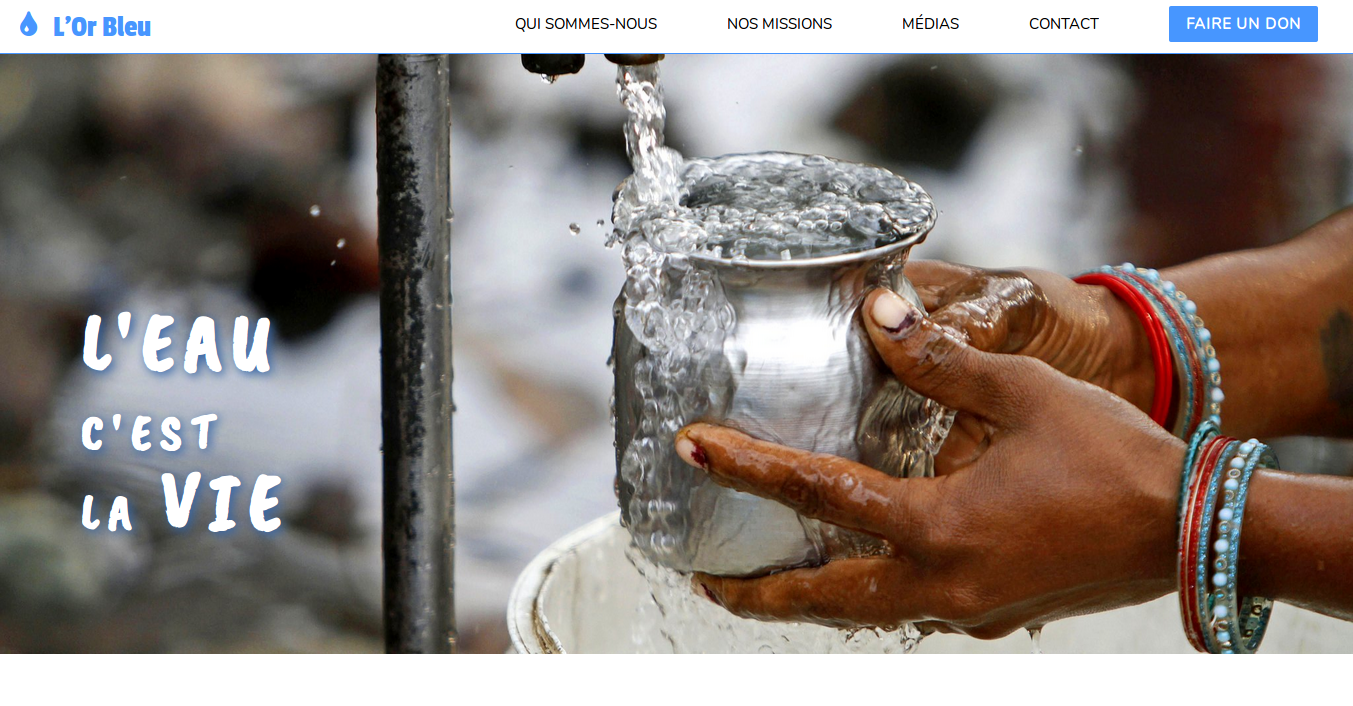 L'Or Bleu
QUI SOMMES-NOUS
NOS MISSIONS
MÉDIAS
CONTACT
FAIRE UN DON
L'EAU
C'EST
LA VIE